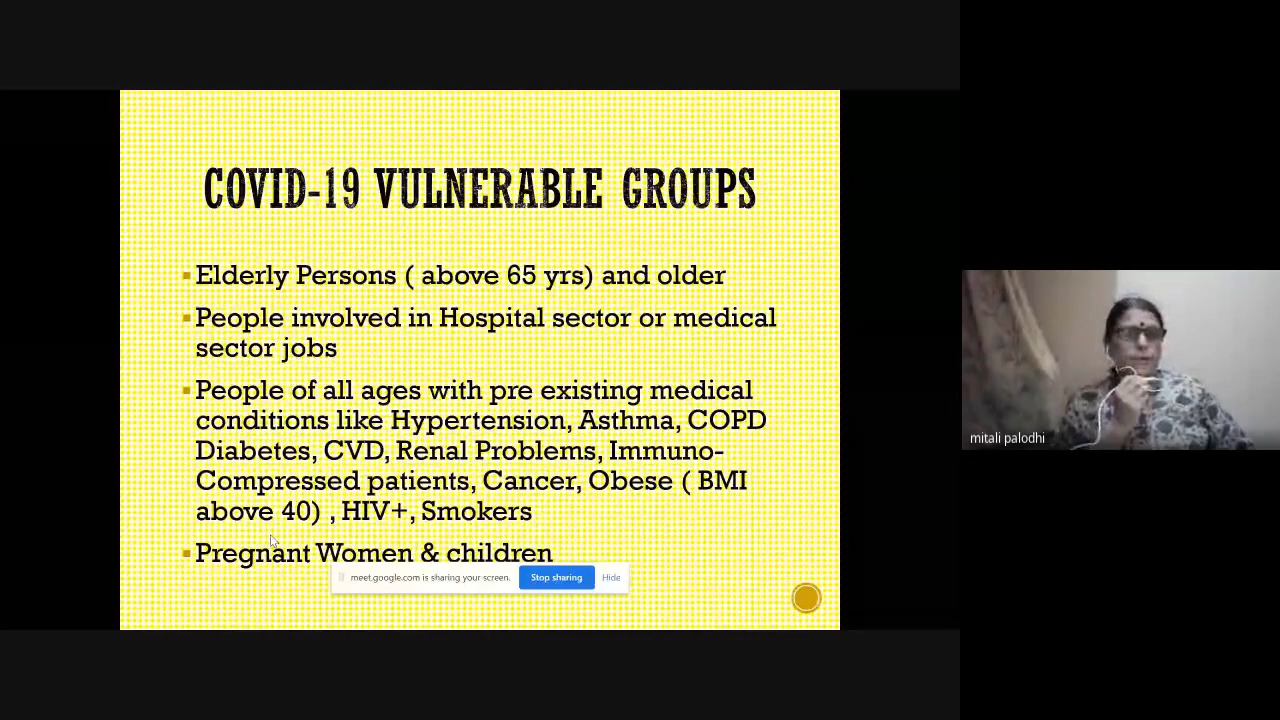 COVID-19 VULNERABLE GROUPS
Elderly Persons ( above 65 yrs) and older
People involved in Hospital sector or medical
sector jobs
People of all ages with pre existing medical
conditions like Hypertension, Asthma, COPD
Diabetes, CVD, Renal Problems, Immuno-
Compressed patients, Cancer, Obese ( BMI
above 40) , HIV+, Smokers
Pregnant Women & children
meet.google.com is sharing your screen. Stop sharing Hide
mitali palodhi